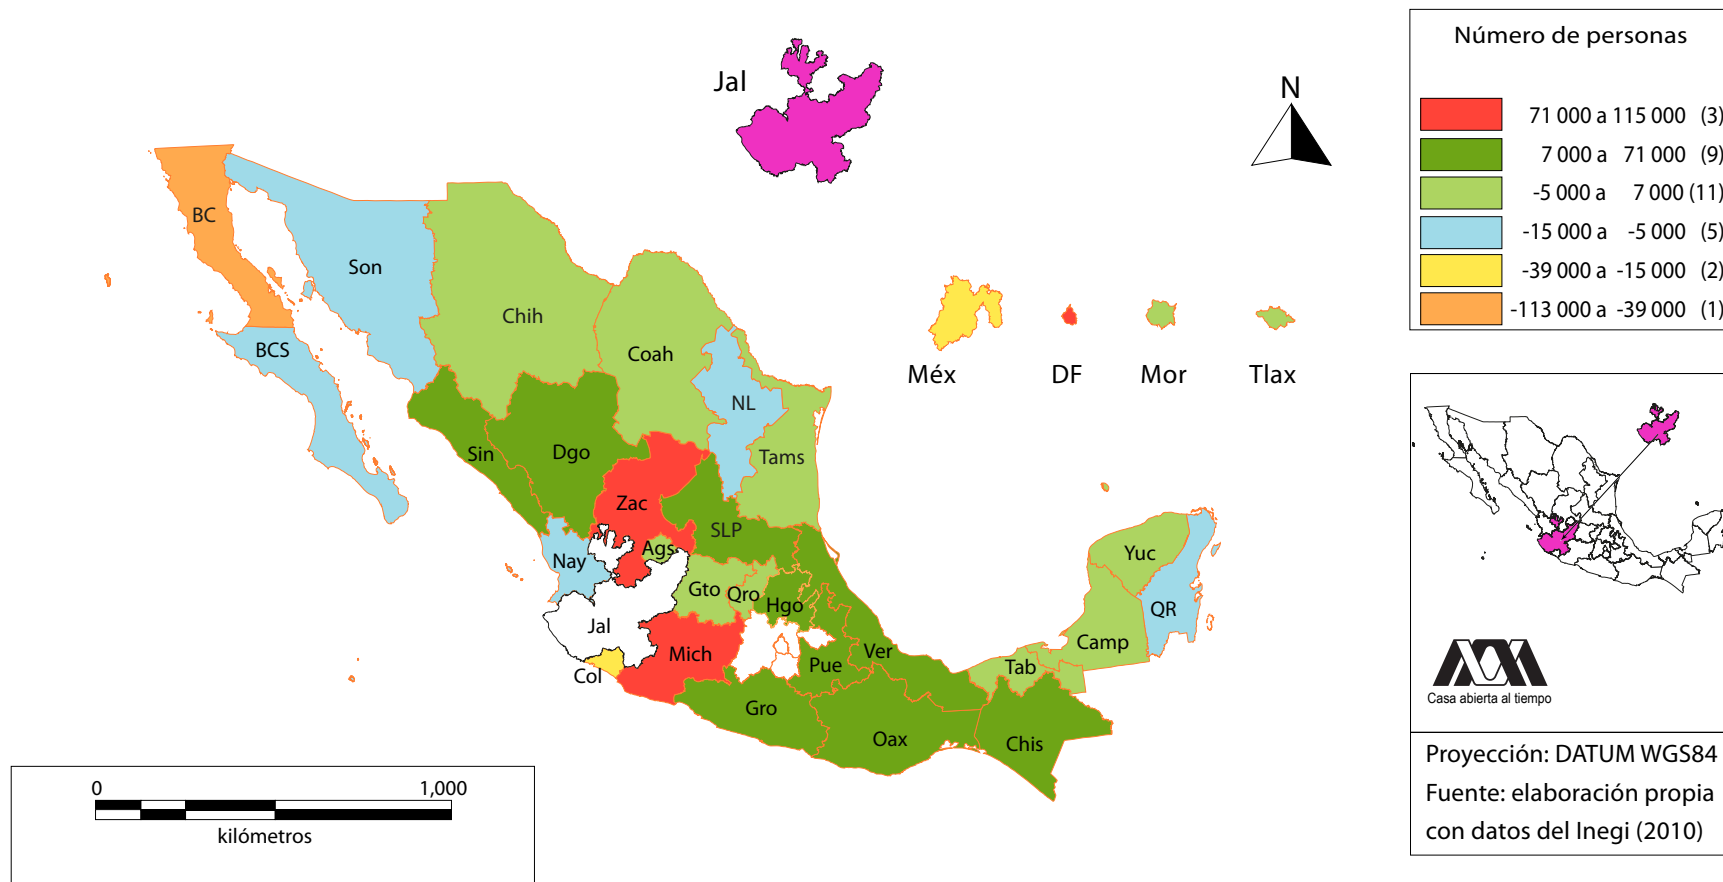 Jal
N
Número de personas
71 000 a 115 000 (3)
7 000 a 71 000 (9)
-5 000 a 7 000 (11)
-15 000 a -5 000 (5)
-39 000 a -15 000 (2)
-113 000 a -39 000 (1)
BC
Son
BCS
Chih
Coah
NL
Tams
Méx
DF
Mor
Tlax
Sin
Dgo
Zac
SLP
Nay
Ags
Gto
Qro
Hgo
Jal
Col
Mich
Pue
Ver
Gro
Oax
Chis
Tab
Camp
Yuc
QR
Casa abierta al tiempo
Proyección: DATUM WGS84
Fuente: elaboración propia
con datos del Inegi (2010)
0 1,000
kilómetros